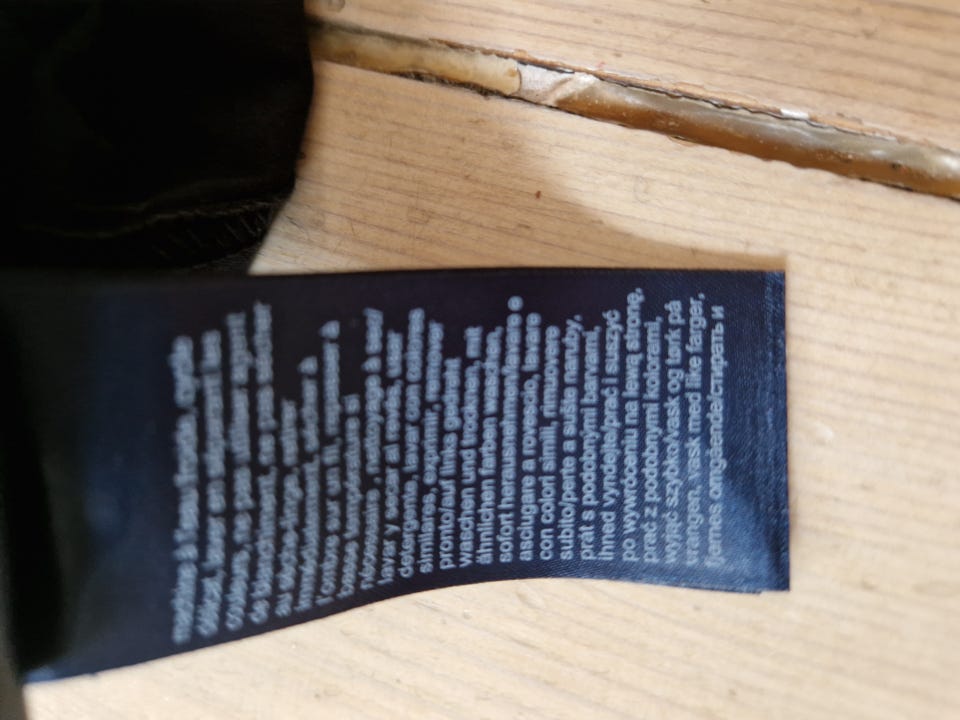 machine à l'eau froide, cycle
délicat, laver en séparant les
couleurs, ne pas utiliser agent
de blanchiment, ne pas sécher
au sèche-linge, retirer
immédiatement, sécher à
l'ombre sur un fil, repasser à
basse température si
nécessaire, nettoyage à sec/
lavar y secar al revés, usar
detergente, lavar con colores
similares, exprimir, remover
pronto/auf links gedreht
waschen und trocknen, mit
ähnlichen farben waschen,
sofort herausnehmen/lavare e
asciugare a rovescio, lavare
con colori simili, rimuovere
subito/perte a sušte naruby,
prát s podobnými barvami,
ihned vyndejte/prać i suszyć
po wywróceniu na lewą stronę,
prać z podobnymi kolorami,
wyjąć szybko/vask og tørk på
vrangen, vask med like farger,
fjernes omgående/стирать и